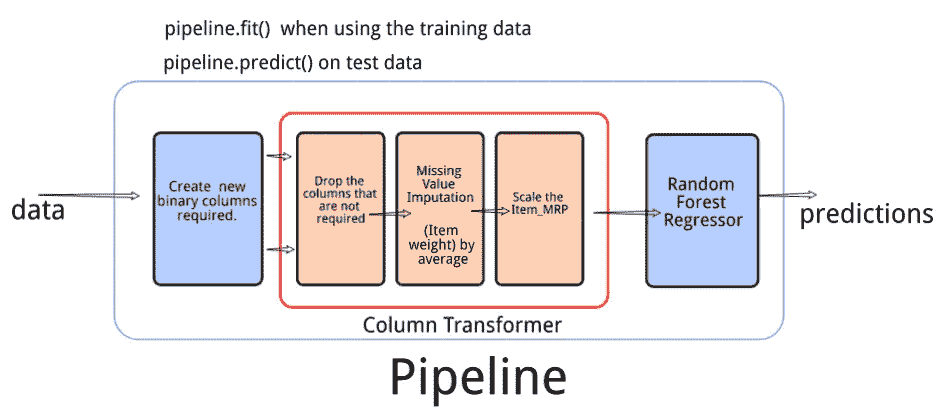 pipeline.fit() when using the training data
pipeline.predict() on test data
data
Create new
binary columns
required.
Drop the
columns that
are not
required
Missing
Value
Imputation
(Item
weight) by
average
Scale the
Item_MRP
Random
Forest
Regressor
predictions
Column Transformer
Pipeline